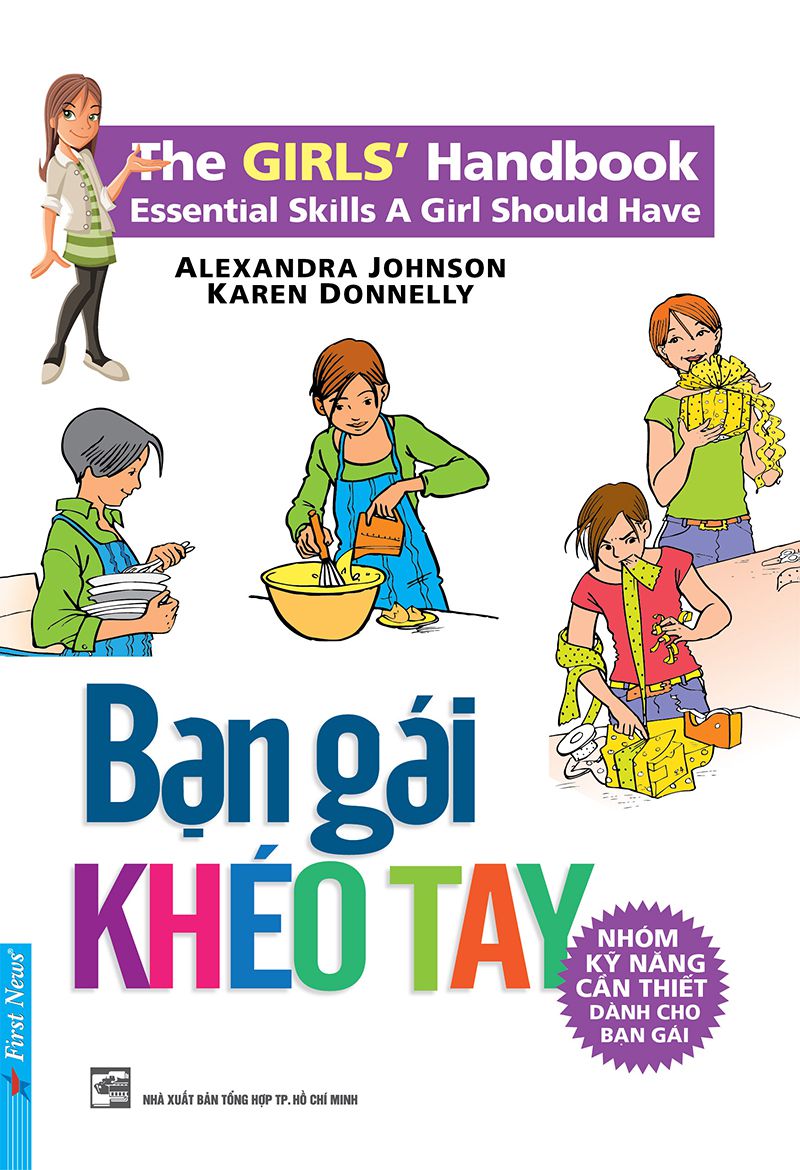 The GIRLS' Handbook
Essential Skills A Girl Should Have
ALEXANDRA JOHNSON
KAREN DONNELLY
Bạn gái
KHÉO TAY
NHÓM
KỸ NĂNG
CẦN THIẾT
DÀNH CHO
BẠN GÁI
First News®
NHÀ XUẤT BẢN TỔNG HỢP TP. HỒ CHÍ MINH